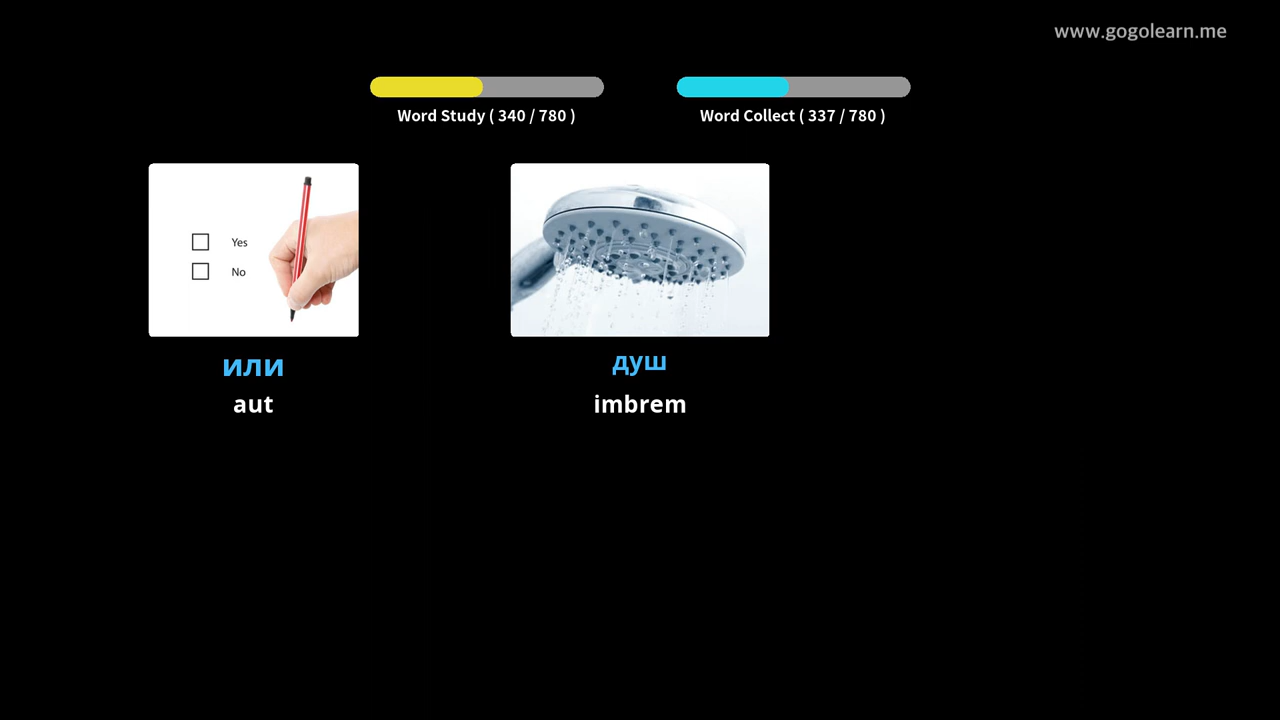 www.gogolearn.me
Word Study ( 340 / 780 )
Word Collect ( 337 / 780 )
Yes
No
или
aut
душ
imbrem